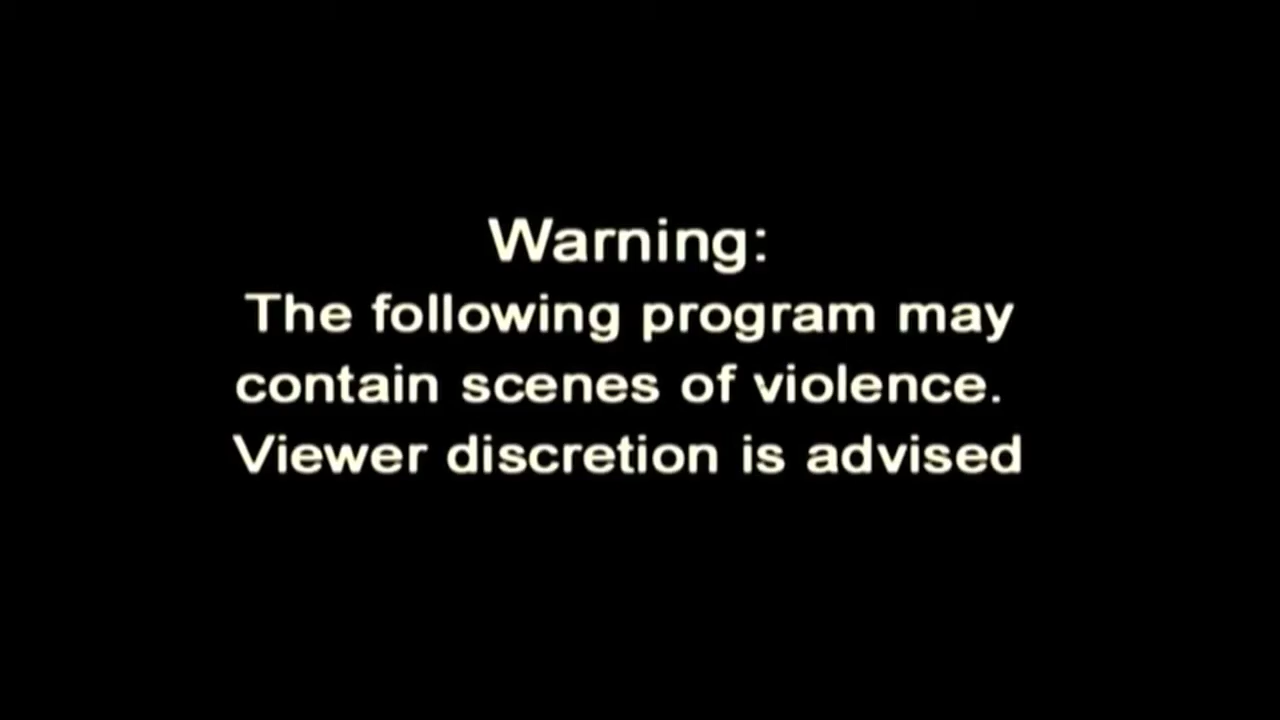 Warning:
The following program may
contain scenes of violence.
Viewer discretion is advised